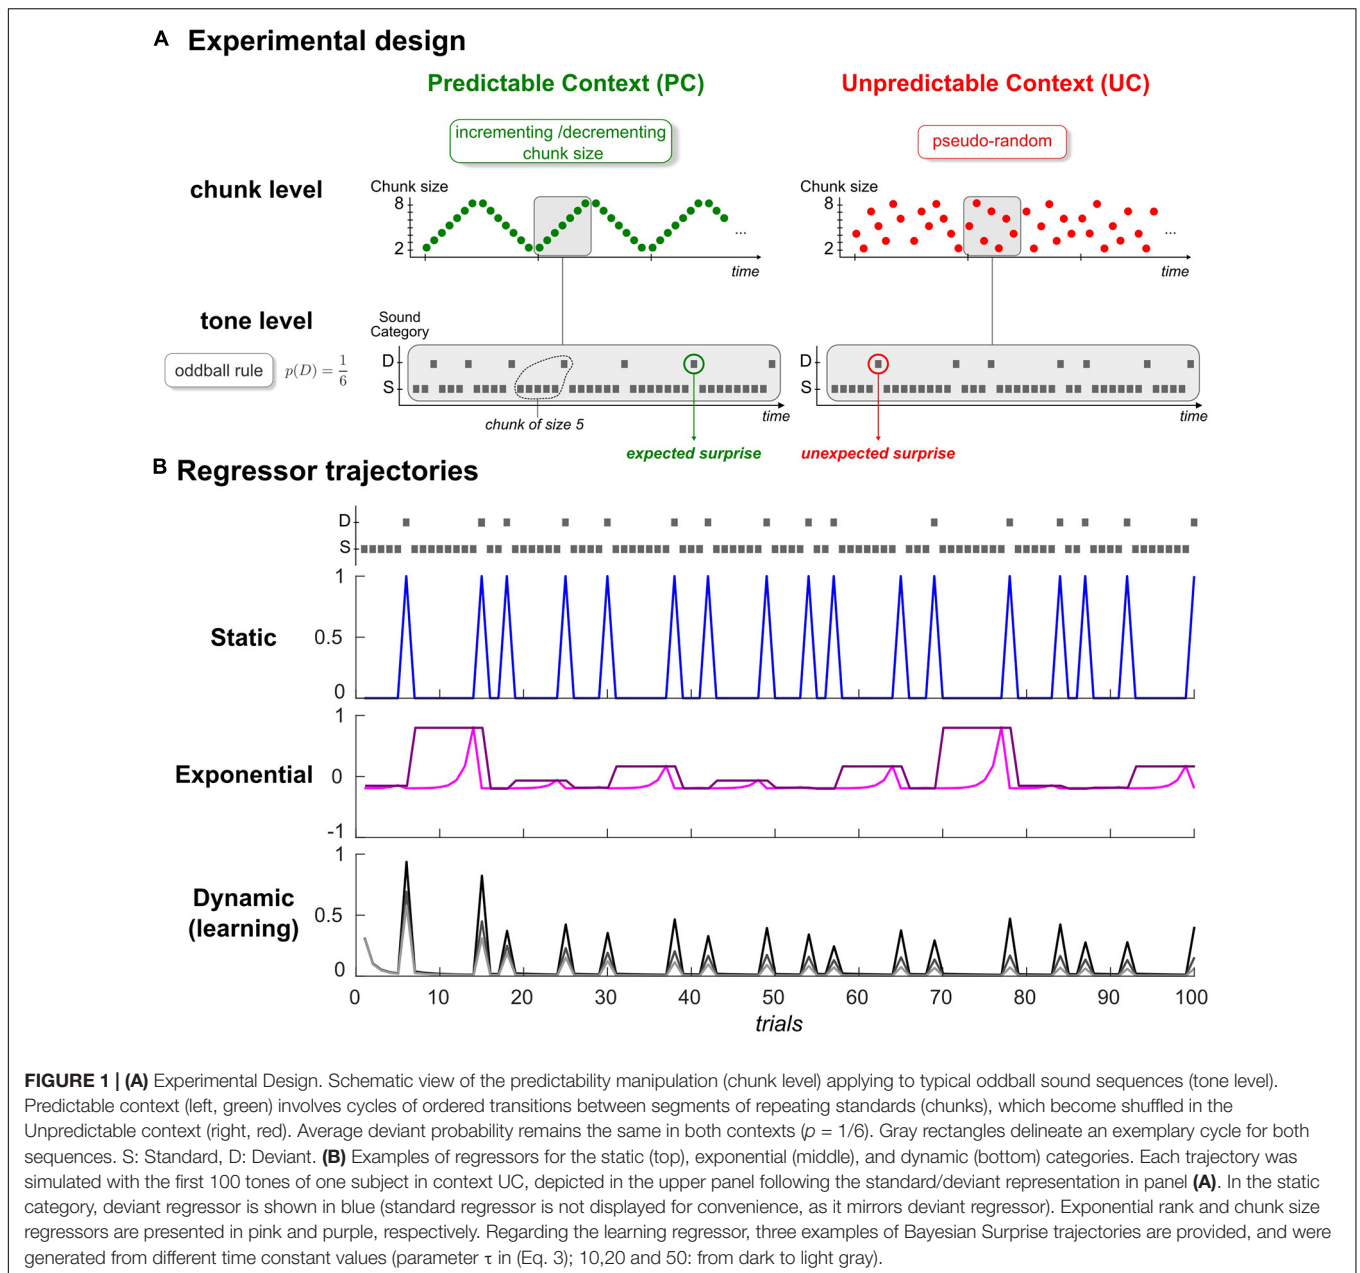 A Experimental design
Predictable Context (PC)
Unpredictable Context (UC)
incrementing /decrementing
chunk size
pseudo-random
chunk level
Chunk size
8
2
...
time
Chunk size
8
2
...
time
tone level
oddball rule
p(D) = 1/6
Sound
Category
D
S
time
chunk of size 5
expected surprise
D
S
time
unexpected surprise
B Regressor trajectories
D
S
Static
1
0.5
0
Exponential
1
0
-1
Dynamic
(learning)
1
0.5
0
0 10 20 30 40 50 60 70 80 90 100
trials
FIGURE 1 | (A) Experimental Design. Schematic view of the predictability manipulation (chunk level) applying to typical oddball sound sequences (tone level).
Predictable context (left, green) involves cycles of ordered transitions between segments of repeating standards (chunks), which become shuffled in the
Unpredictable context (right, red). Average deviant probability remains the same in both contexts (p = 1/6). Gray rectangles delineate an exemplary cycle for both
sequences. S: Standard, D: Deviant. (B) Examples of regressors for the static (top), exponential (middle), and dynamic (bottom) categories. Each trajectory was
simulated with the first 100 tones of one subject in context UC, depicted in the upper panel following the standard/deviant representation in panel (A). In the static
category, deviant regressor is shown in blue (standard regressor is not displayed for convenience, as it mirrors deviant regressor). Exponential rank and chunk size
regressors are presented in pink and purple, respectively. Regarding the learning regressor, three examples of Bayesian Surprise trajectories are provided, and were
generated from different time constant values (parameter τ in (Eq. 3); 10,20 and 50: from dark to light gray).